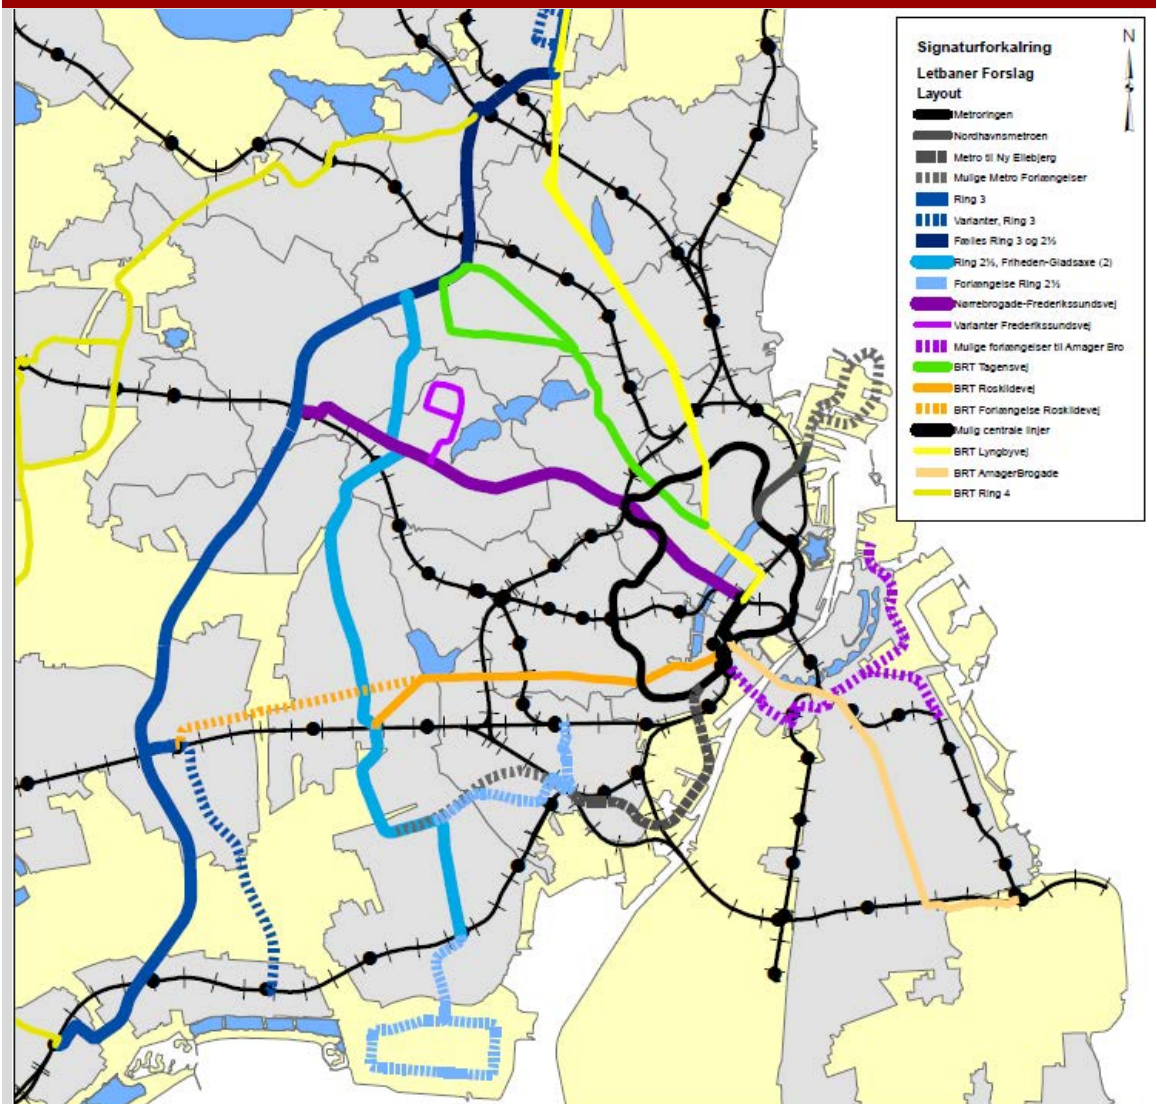 N
Signaturforkalring
Letbaner Forslag
Layout
Metroringen
Nordhavnsmetroen
Metro til Ny Ellebjerg
Mulige Metro Forlængelser
Ring 3
Varianter, Ring 3
Fælles Ring 3 og 2½
Ring 2½, Friheden-Gladsaxe (2)
Forlængelse Ring 2½
Nørrebrogade-Frederikssundsvej
Varianter Frederikssundsvej
Mulige forlængelser til Amager Bro
BRT Tagensvej
BRT Roskildevej
BRT Forlængelse Roskildevej
Mulig centrale linjer
BRT Lyngbyvej
BRT AmagerBrogade
BRT Ring 4